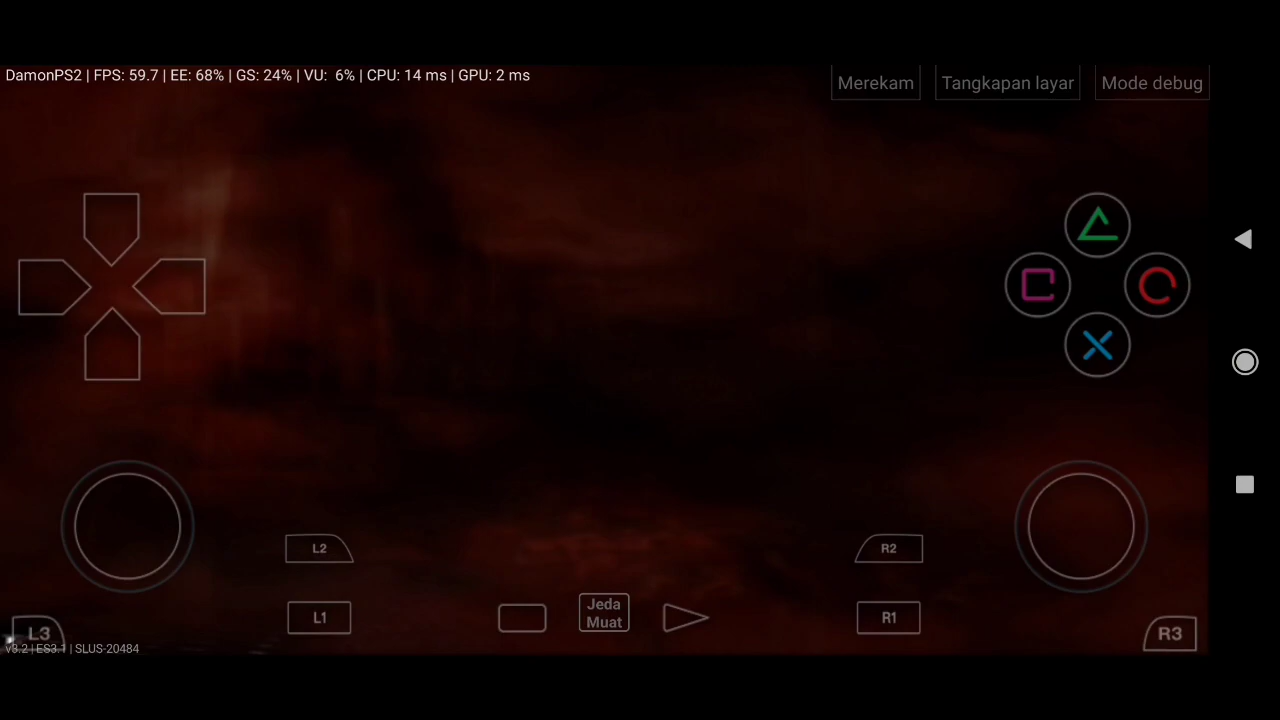 DamonPS2 | FPS: 59.7 | EE: 68% | GS: 24% | VU:  6% | CPU: 14 ms | GPU: 2 ms
Merekam
Tangkapan layar
Mode debug
L2
R2
L1
Jeda
Muat
R1
L3
R3
v3.2 | ES3.1 | SLUS-20484